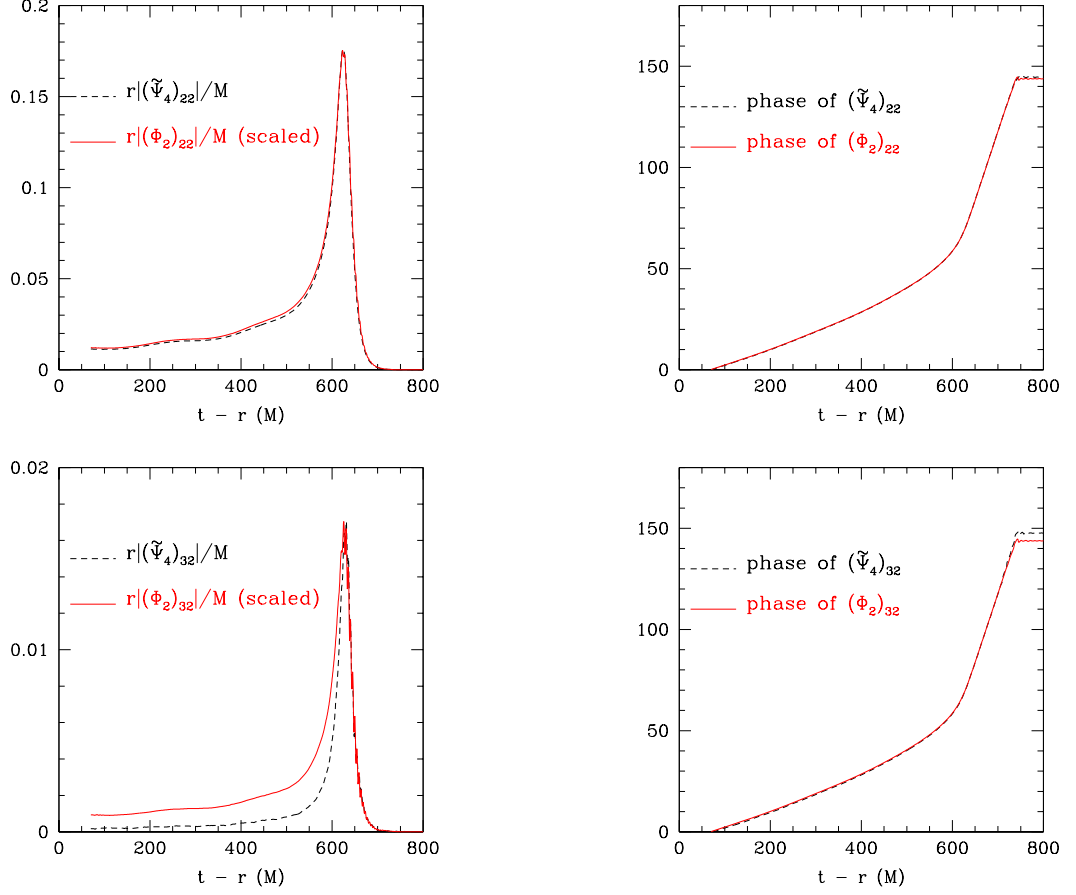 0.2
r|(Ψ̃₄)₂₂|/M
0.15
r|(Φ₂)₂₂|/M (scaled)
0.1
0.05
0
0 200 400 600 800
t − r (M)
150
phase of (Ψ̃₄)₂₂
phase of (Φ₂)₂₂
100
50
0
0 200 400 600 800
t − r (M)
0.02
r|(Ψ̃₄)₃₂|/M
r|(Φ₂)₃₂|/M (scaled)
0.01
0
0 200 400 600 800
t − r (M)
150
phase of (Ψ̃₄)₃₂
phase of (Φ₂)₃₂
100
50
0
0 200 400 600 800
t − r (M)